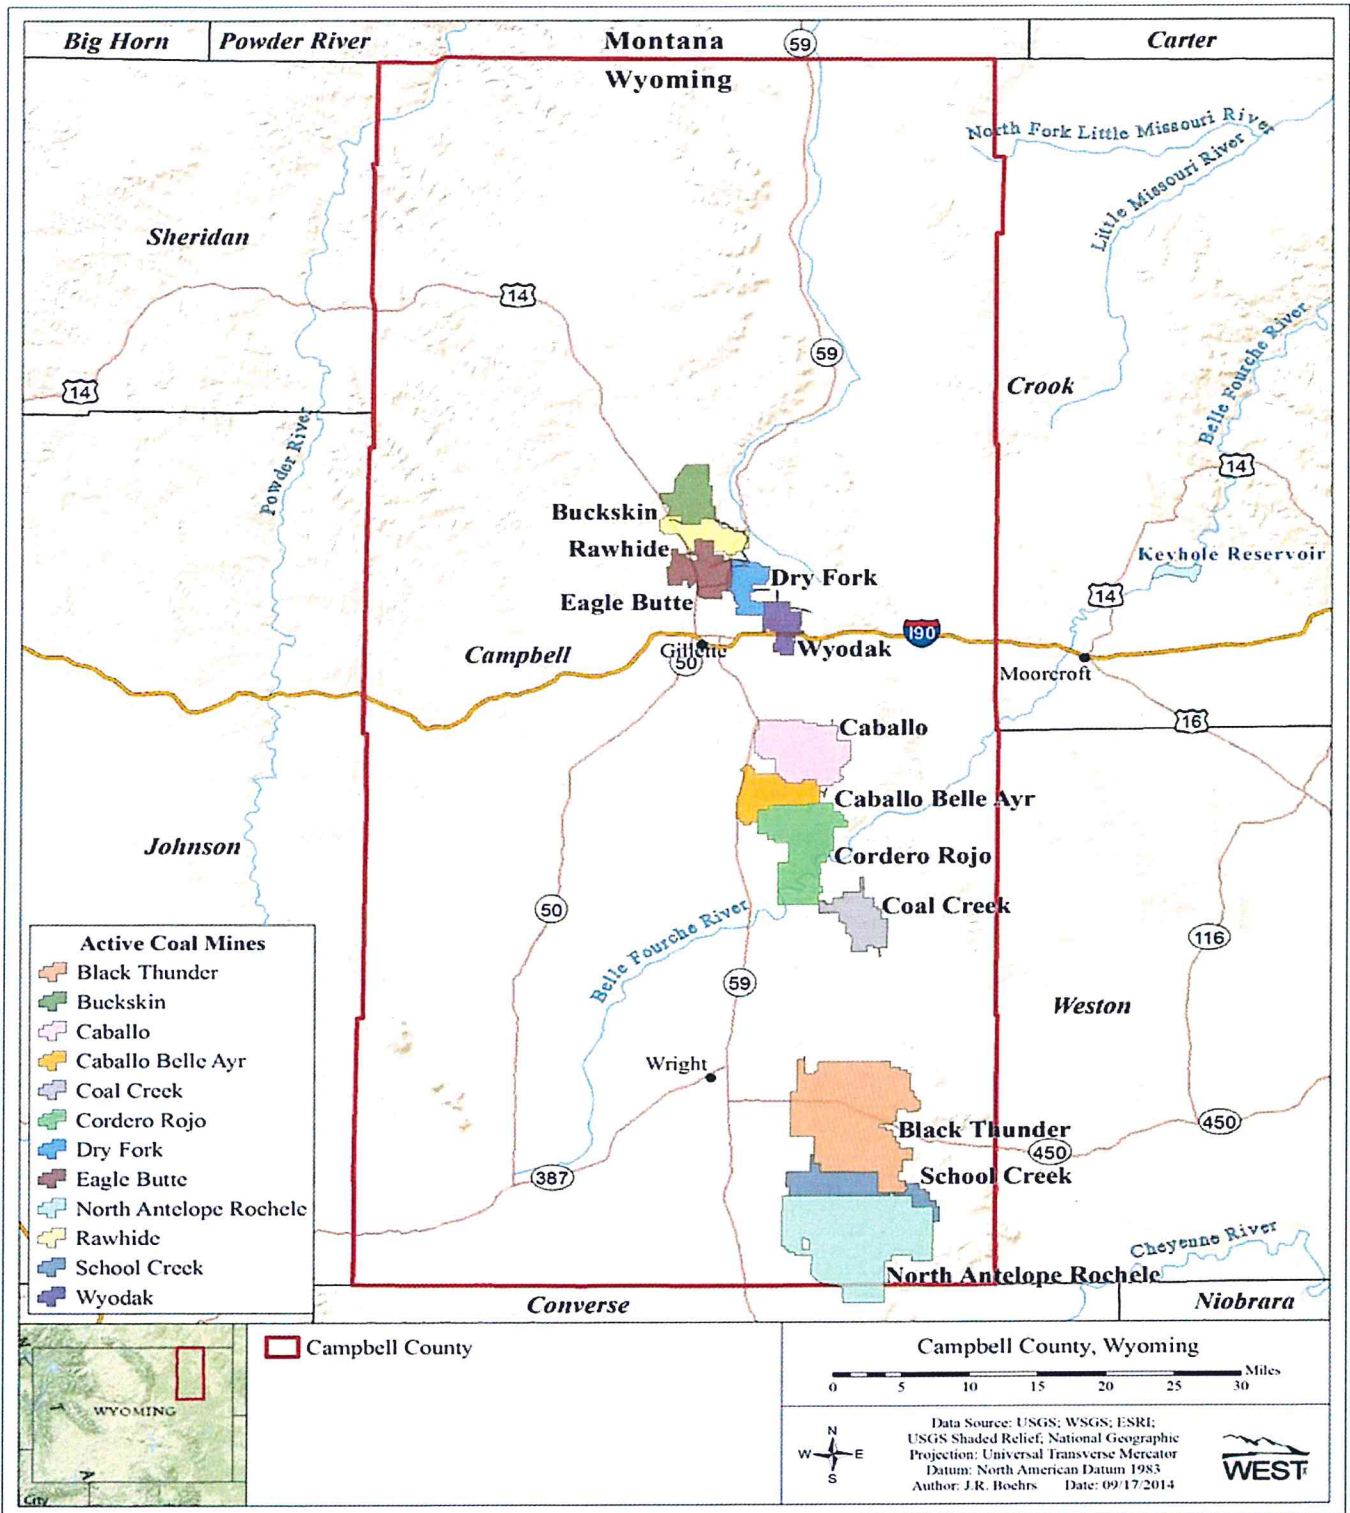 Big Horn
Powder River
Montana
59
Carter
Wyoming
North Fork Little Missouri River
Little Missouri River
Sheridan
14
59
14
Crook
Belle Fourche River
Powder River
14
Buckskin
Rawhide
Keyhole Reservoir
Dry Fork
Eagle Butte
14
190
Campbell
Gillette
50
Wyodak
Moorcroft
16
Caballo
Caballo Belle Ayr
Johnson
Cordero Rojo
50
Belle Fourche River
Coal Creek
116
59
Weston
Wright
Black Thunder
450
450
387
School Creek
Cheyenne River
North Antelope Rochele
Converse
Niobrara
Active Coal Mines
Black Thunder
Buckskin
Caballo
Caballo Belle Ayr
Coal Creek
Cordero Rojo
Dry Fork
Eagle Butte
North Antelope Rochele
Rawhide
School Creek
Wyodak
WYOMING
City
Campbell County
Campbell County, Wyoming
Miles
0 5 10 15 20 25 30
N
W E
S
Data Source: USGS; WSGS; ESRI;
USGS Shaded Relief; National Geographic
Projection: Universal Transverse Mercator
Datum: North American Datum 1983
Author: J.R. Boehrs Date: 09/17/2014
WEST